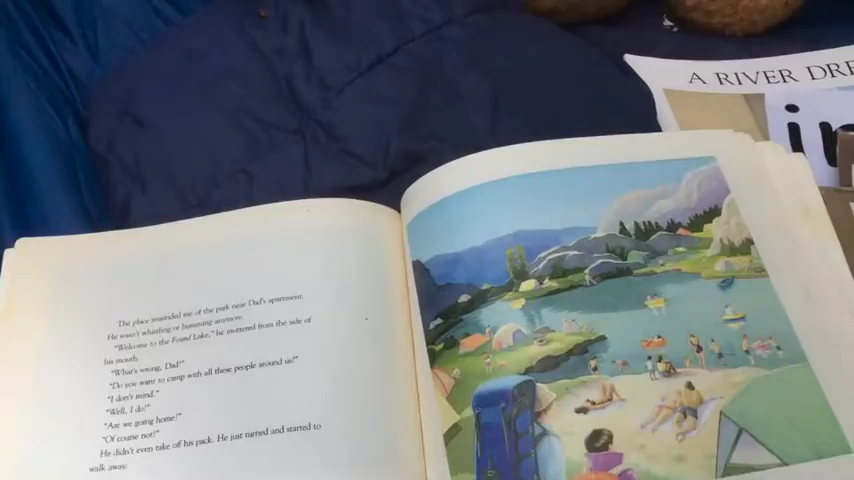 A RIVER DRE
in
The place reminded me of the park near Dad's apartment.
He wasn't whistling or humming anymore.
"Welcome to the Found Lake," he muttered from the side of
his mouth.
"What's wrong, Dad?"
"Do you want to camp with all these people around us?"
"I don't mind."
"Well, I do!"
"Are we going home?"
"Of course not!"
He didn't even take off his pack. He just turned and started to
walk away.